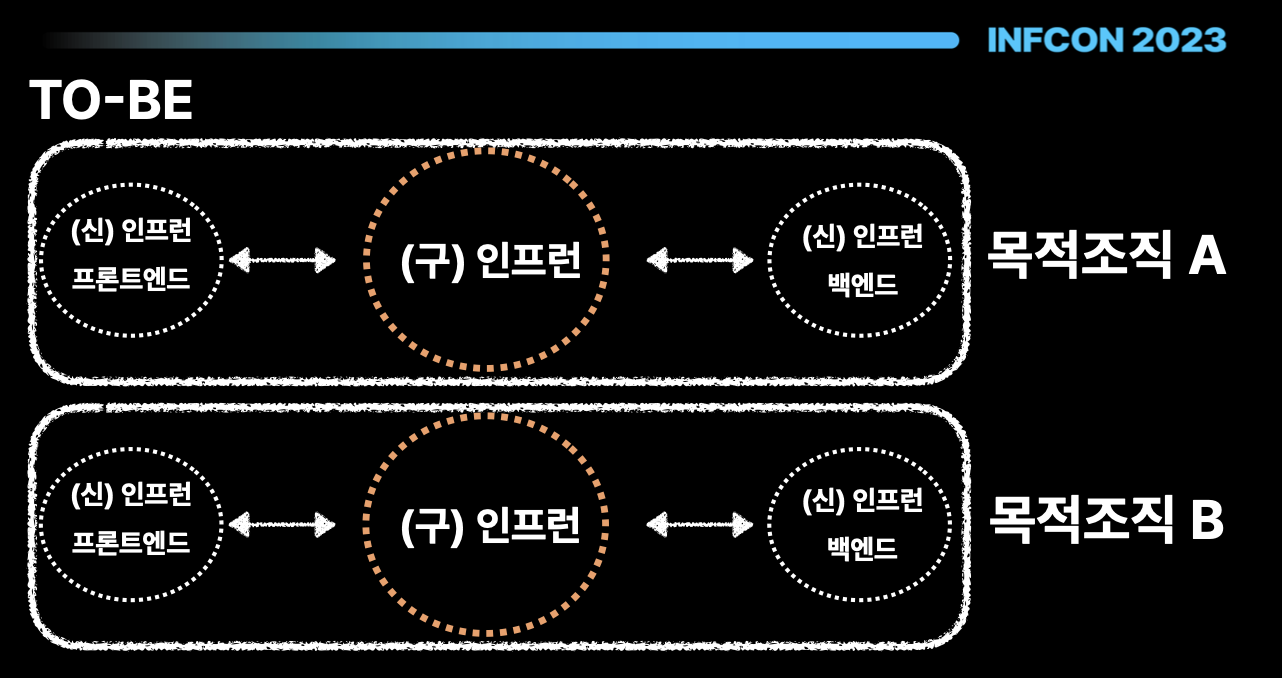 INFCON 2023
TO-BE
(신) 인프런
프론트엔드
(구) 인프런
(신) 인프런
백엔드
목적조직 A
(신) 인프런
프론트엔드
(구) 인프런
(신) 인프런
백엔드
목적조직 B